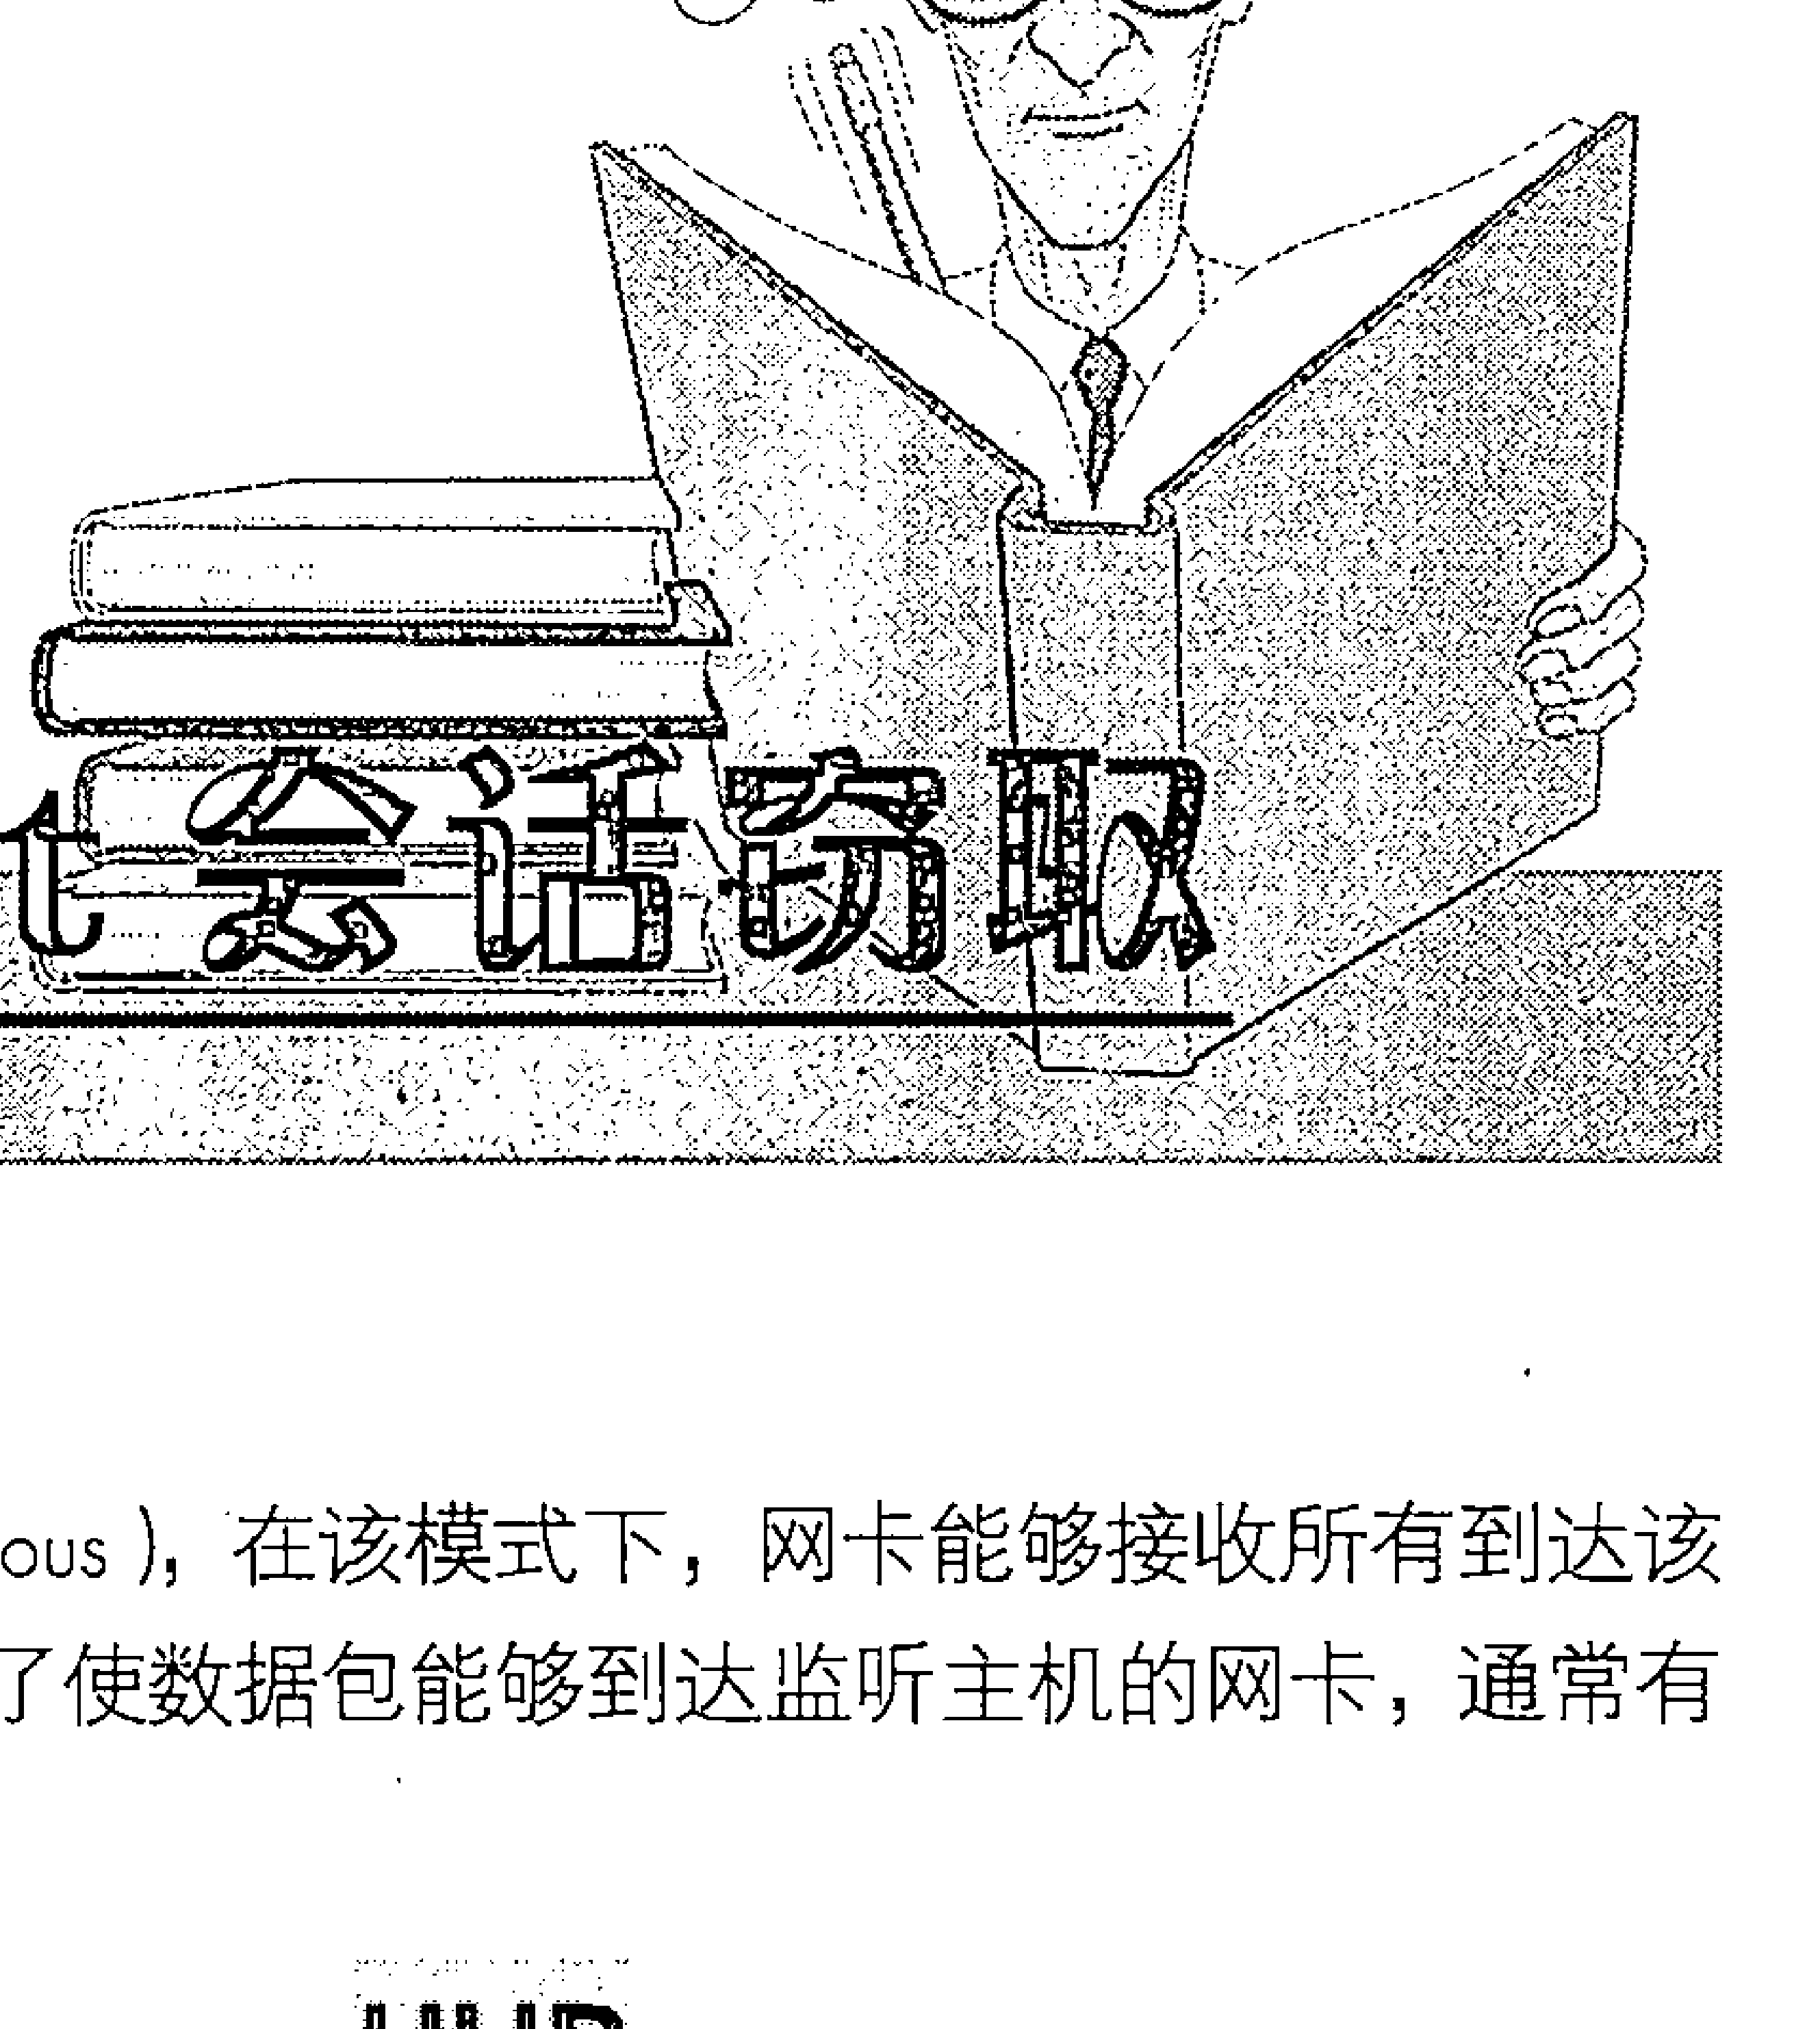 t会话窃取
ous )，在该模式下，网卡能够接收所有到达该
了使数据包能够到达监听主机的网卡，通常有